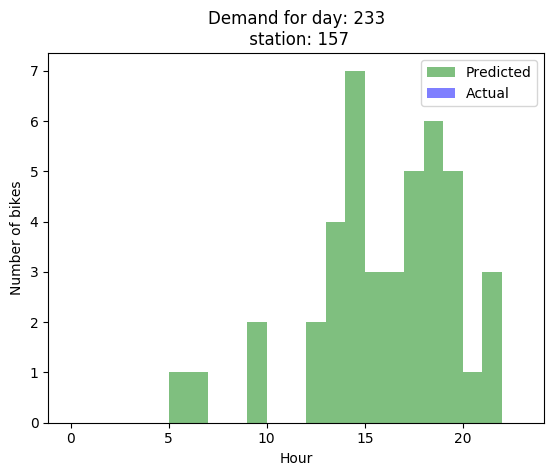 Demand for day: 233
station: 157
Predicted
Actual
7
6
5
4
3
2
1
0
Number of bikes
0 5 10 15 20
Hour